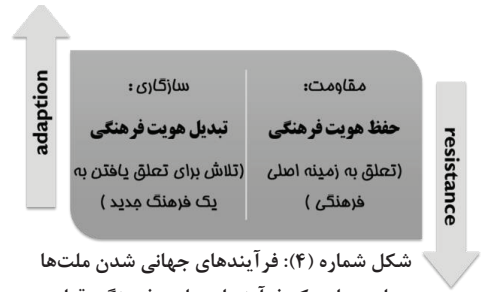 adaption
مقاومت:
حفظ هویت فرهنگی
(تعلق به زمینه اصلی
فرهنگی )
سازگاری:
تبدیل هویت فرهنگی
(تلاش برای تعلق یافتن به
یک فرهنگ جدید )
resistance
شکل شماره (۴): فرآیندهای جهانی شدن ملت‌ها